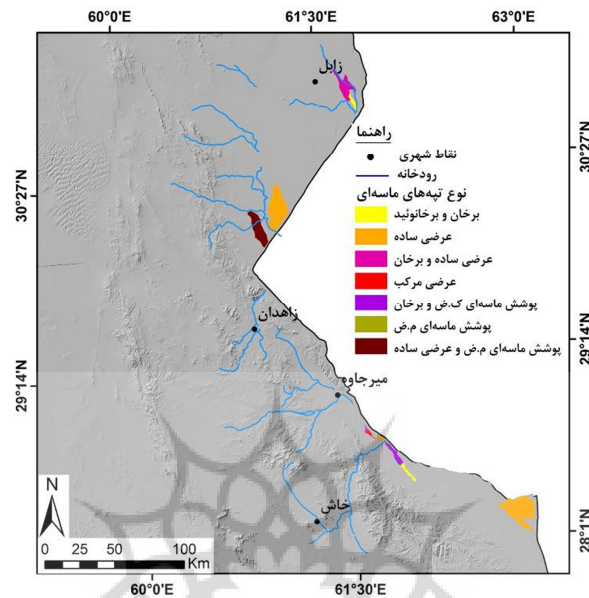 60°0'E 61°30'E 63°0'E
زابل
راهنما
نقاط شهری
رودخانه
نوع تپه‌های ماسه‌ای
برخان و برخانوئید
عرضی ساده
عرضی ساده و برخان
عرضی مرکب
پوشش ماسه‌ای ک.ض و برخان
پوشش ماسه‌ای م.ض
پوشش ماسه‌ای م.ض و عرضی ساده
30°27'N
30°27'N
زاهدان
29°14'N
29°14'N
میرجاوه
خاش
28°1'N
N
0 25 50 100
Km
60°0'E 61°30'E